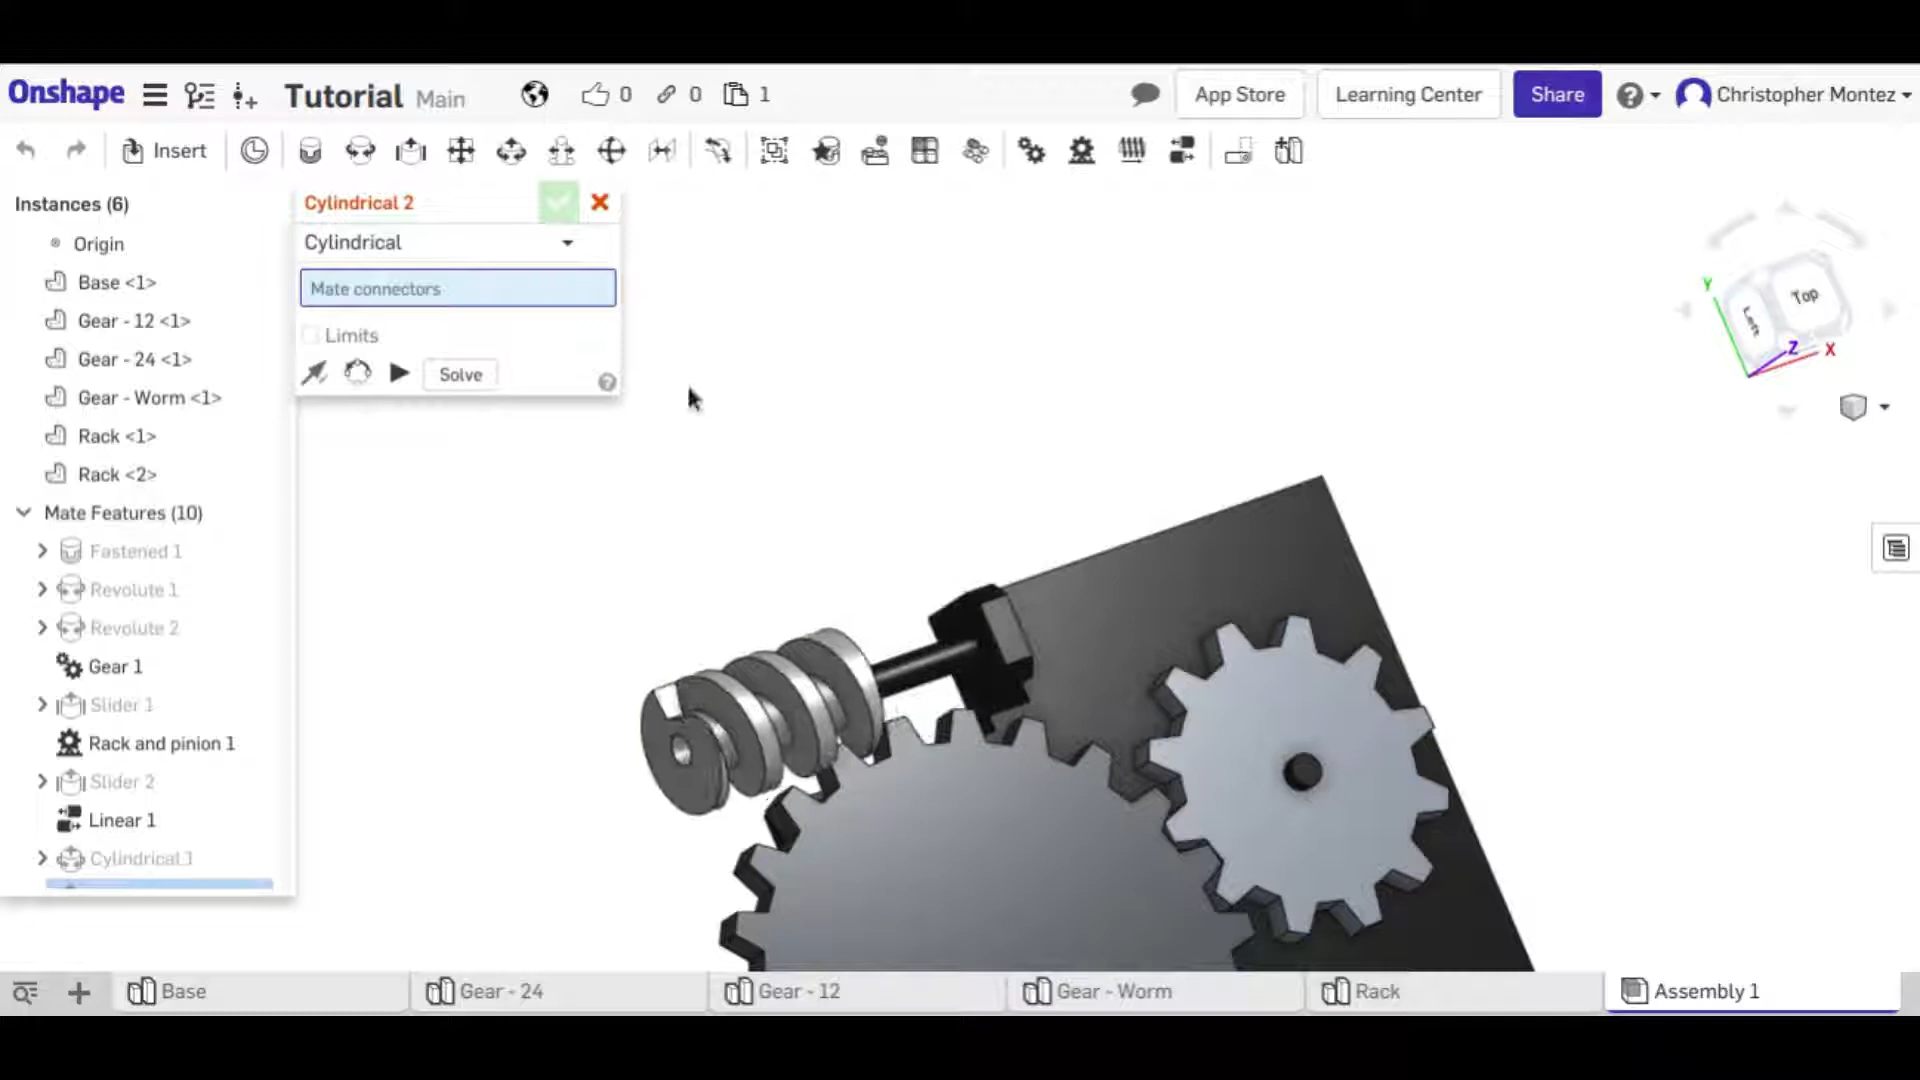 Onshape Tutorial Main 0 0 1 App Store Learning Center Share Christopher Montez
Insert
Instances (6)
Origin
Base <1>
Gear - 12 <1>
Gear - 24 <1>
Gear - Worm <1>
Rack <1>
Rack <2>
Mate Features (10)
Fastened 1
Revolute 1
Revolute 2
Gear 1
Slider 1
Rack and pinion 1
Slider 2
Linear 1
Cylindrical 1
Cylindrical 2
Cylindrical
Mate connectors
Limits
Solve
Y
Left
Top
Z
X
Base Gear - 24 Gear - 12 Gear - Worm Rack Assembly 1